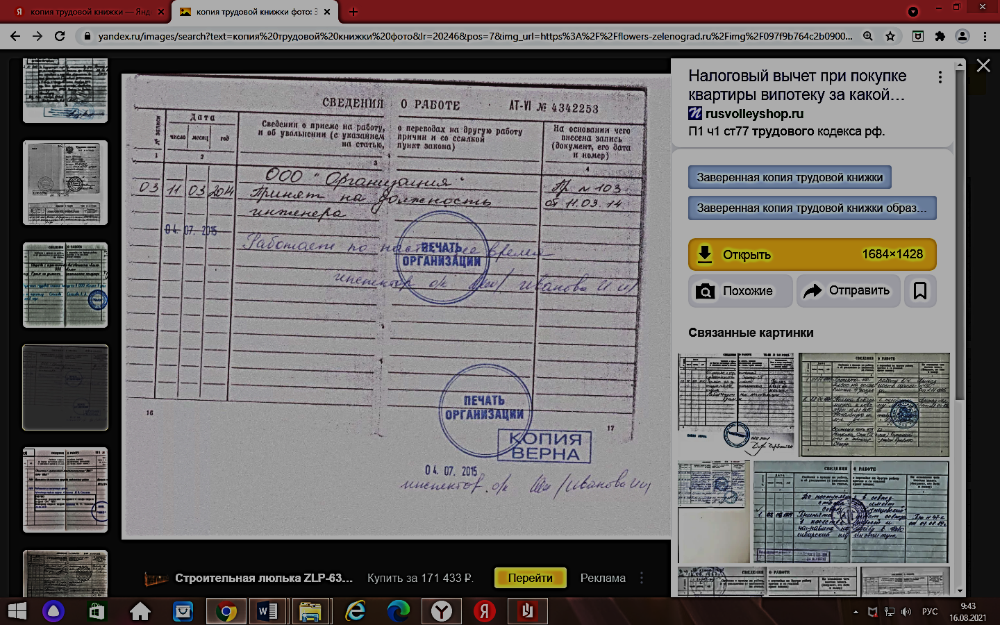 копия трудовой книжки — Янд
копия трудовой книжки фото: З
yandex.ru/images/search?text=копия%20трудовой%20книжки%20фото&lr=20246&pos=7&img_url=https%3A%2F%2Fflowers-zelenograd.ru%2Fimg%2F097f9b764c2b0900...
СВЕДЕНИЯ О РАБОТЕ AT-VI № 4342253
№ записи
Дата
число месяц год
Сведения о приеме на работу, о переводах на другую работу
и об увольнении (с указанием причин и со ссылкой
на статью, пункт закона)
На основании чего
внесена запись
(документ, его дата
и номер)
1 2 3 4
ООО "Организация"
03 11 03 2014 Принят на должность Пр N 103
инженера от 11.03.14
04. 07. 2015
Работает по настоящее время
ПЕЧАТЬ
ОРГАНИЗАЦИИ
инспектор ок / Иванова И.И/
ПЕЧАТЬ
ОРГАНИЗАЦИИ
16 17
КОПИЯ
ВЕРНА
04. 07. 2015
инспектор ок /Иванова ИИ/
Строительная люлька ZLP-63... Купить за 171 433 ₽. Перейти Реклама
Налоговый вычет при покупке
квартиры випотеку за какой...
rusvolleyshop.ru
П1 ч1 ст77 трудового кодекса рф.
Заверенная копия трудовой книжки
Заверенная копия трудовой книжки образ...
Открыть 1684×1428
Похожие Отправить
Связанные картинки
РУС
9:43
16.08.2021